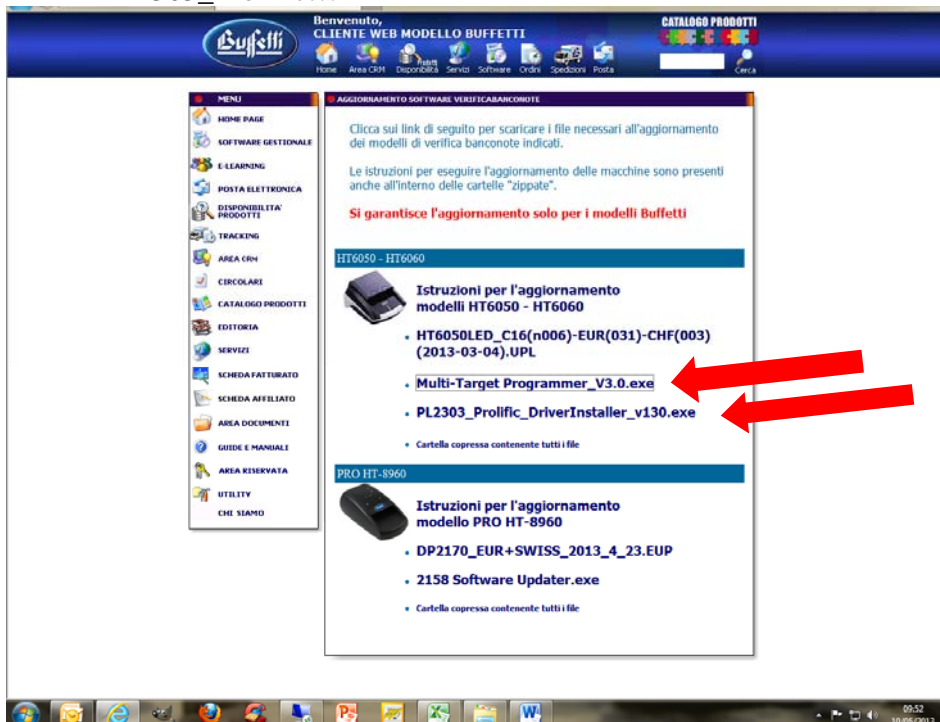 Benvenuto,
CLIENTE WEB MODELLO BUFFETTI
CATALOGO PRODOTTI
Buffetti
Home Area CRM Disponibilità Servizi Software Ordini Spedizioni Posta
Cerca
MENU
HOME PAGE
SOFTWARE GESTIONALE
E-LEARNING
POSTA ELETTRONICA
DISPONIBILITA'
PRODOTTI
TRACKING
AREA CRM
CIRCOLARI
CATALOGO PRODOTTI
EDITORIA
SERVIZI
SCHEDA FATTURATO
SCHEDA AFFILIATO
AREA DOCUMENTI
GUIDE E MANUALI
AREA RISERVATA
UTILITY
CHI SIAMO
AGGIORNAMENTO SOFTWARE VERIFICABANCONOTE
Clicca sui link di seguito per scaricare i file necessari all'aggiornamento
dei modelli di verifica banconote indicati.
Le istruzioni per eseguire l'aggiornamento delle macchine sono presenti
anche all'interno delle cartelle "zippate".
Si garantisce l'aggiornamento solo per i modelli Buffetti
HT6050 - HT6060
Istruzioni per l'aggiornamento
modelli HT6050 - HT6060
HT6050LED_C16(n006)-EUR(031)-CHF(003)
(2013-03-04).UPL
Multi-Target Programmer_V3.0.exe
PL2303_Prolific_DriverInstaller_v130.exe
Cartella copressa contenente tutti i file
PRO HT-8960
Istruzioni per l'aggiornamento
modello PRO HT-8960
DP2170_EUR+SWISS_2013_4_23.EUP
2158 Software Updater.exe
Cartella copressa contenente tutti i file
09:52
10/05/2013